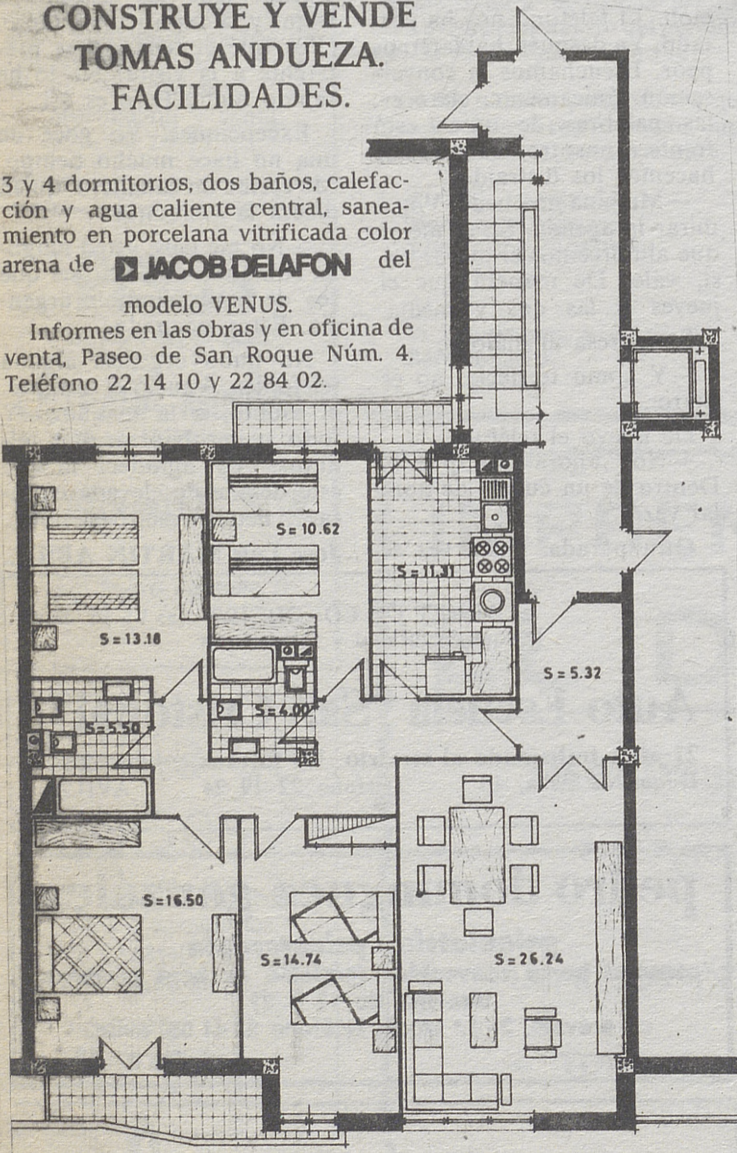 CONSTRUYE Y VENDE
TOMAS ANDUEZA.
FACILIDADES.
3 y 4 dormitorios, dos baños, calefac-
ción y agua caliente central, sanea-
miento en porcelana vitrificada color
arena de JACOB DELAFON del
modelo VENUS.
Informes en las obras y en oficina de
venta, Paseo de San Roque Núm. 4.
Teléfono 22 14 10 y 22 84 02.
S=10.62
S=11.31
S=13.18
S=5.32
S=5.50
S=4.00
S=16.50
S=14.74
S=26.24